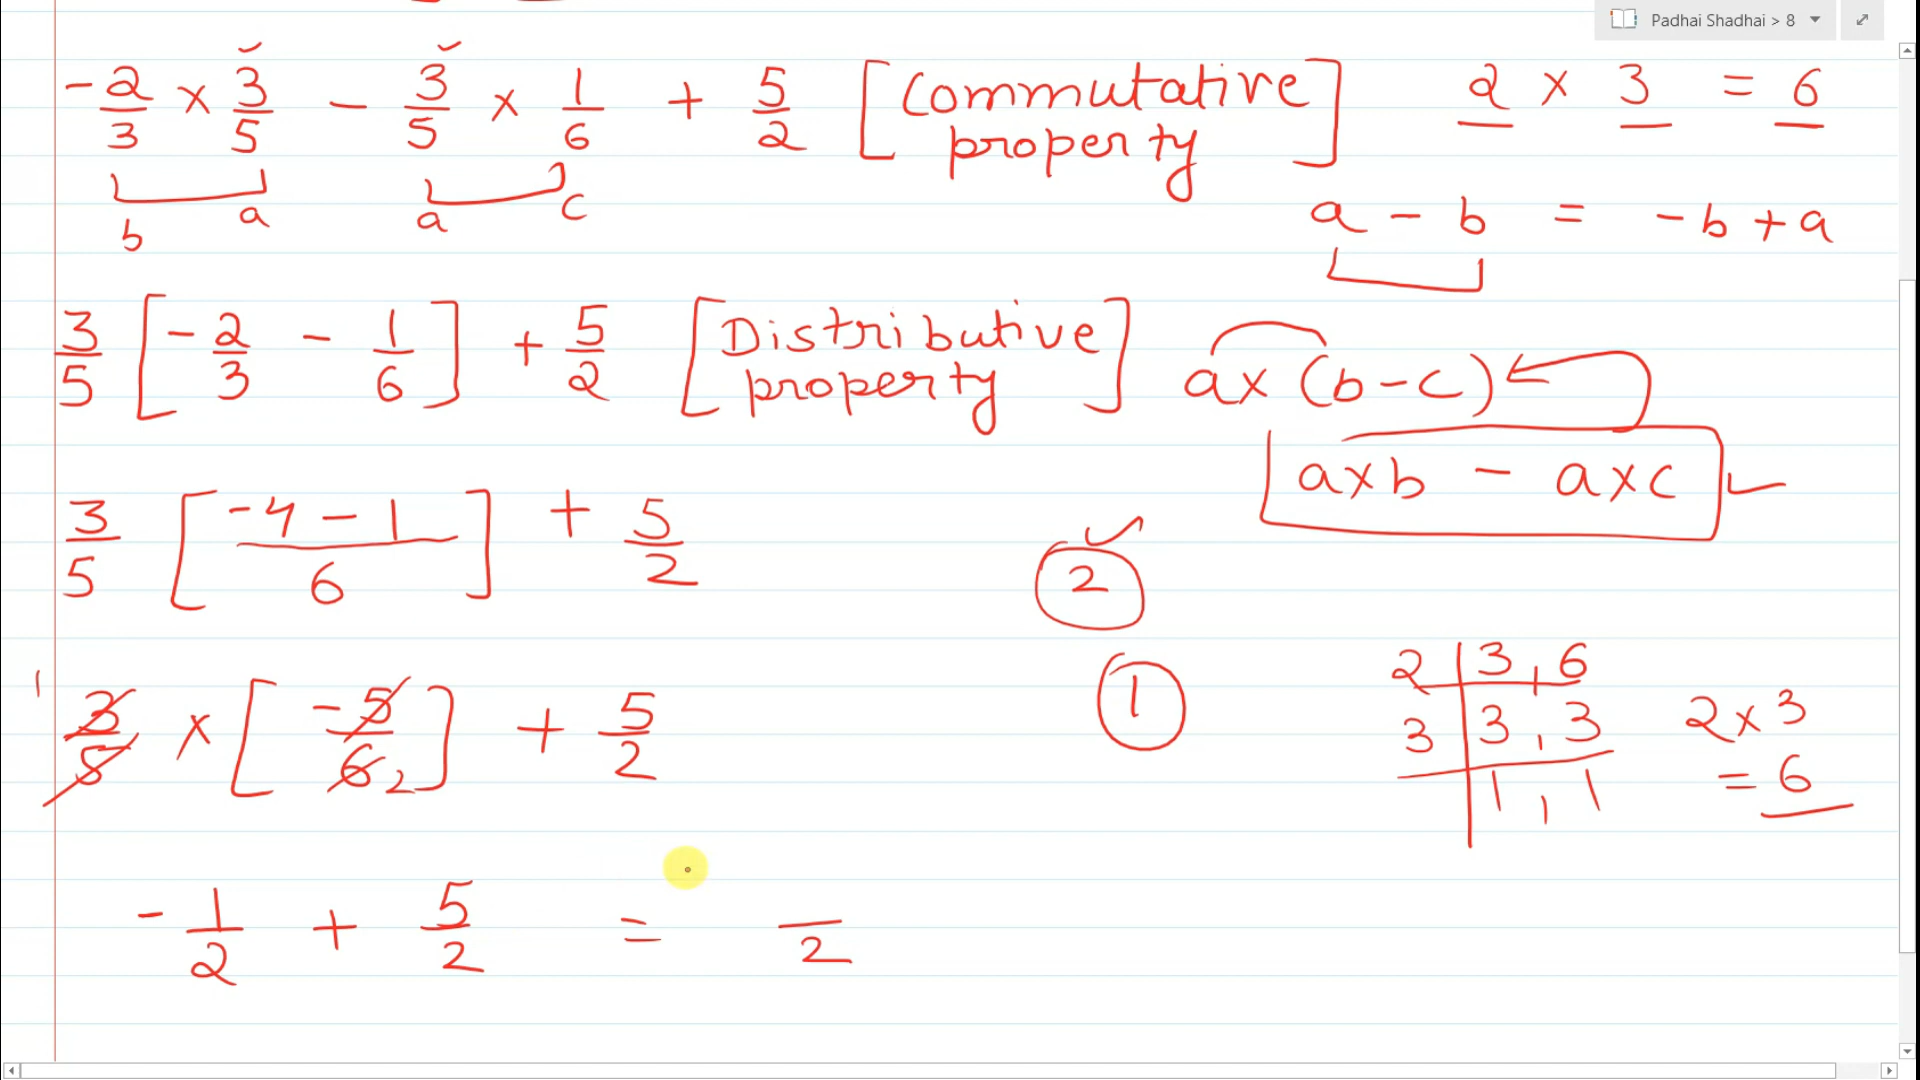 Padhai Shadhai > 8
-2/3 × 3/5 - 3/5 × 1/6 + 5/2 [Commutative property]
b a a c
2 × 3 = 6
a - b = -b + a
3/5 [-2/3 - 1/6] + 5/2 [Distributive property]
a×(b-c)
a×b - a×c
3/5 [-4-1/6] + 5/2
2
1
1
3/5 × [-5/6 2] + 5/2
2 | 3, 6
3 | 3, 3
| 1, 1
2×3
= 6
-1/2 + 5/2 = /2